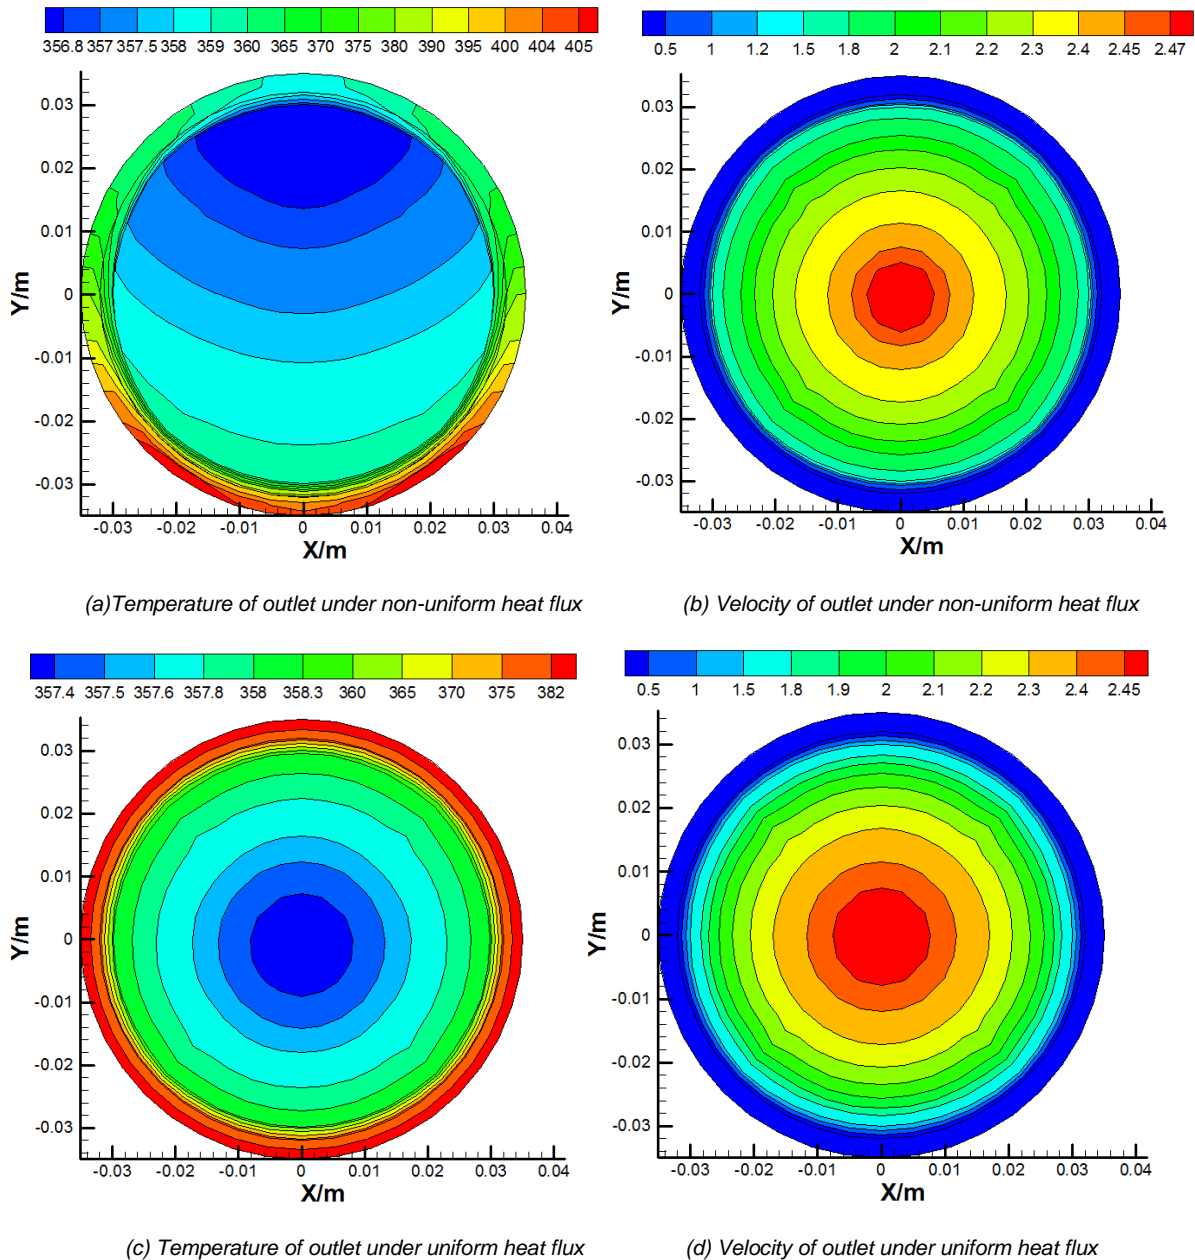 356.8 357 357.5 358 359 360 365 370 375 380 390 395 400 404 405
0.03
0.02
0.01
0
-0.01
-0.02
-0.03
Y/m
-0.03 -0.02 -0.01 0 0.01 0.02 0.03 0.04
X/m
(a)Temperature of outlet under non-uniform heat flux
0.5 1 1.2 1.5 1.8 2 2.1 2.2 2.3 2.4 2.45 2.47
0.03
0.02
0.01
0
-0.01
-0.02
-0.03
Y/m
-0.03 -0.02 -0.01 0 0.01 0.02 0.03 0.04
X/m
(b) Velocity of outlet under non-uniform heat flux
357.4 357.5 357.6 357.8 358 358.3 360 365 370 375 382
0.03
0.02
0.01
0
-0.01
-0.02
-0.03
Y/m
-0.03 -0.02 -0.01 0 0.01 0.02 0.03 0.04
X/m
(c) Temperature of outlet under uniform heat flux
0.5 1 1.5 1.8 1.9 2 2.1 2.2 2.3 2.4 2.45
0.03
0.02
0.01
0
-0.01
-0.02
-0.03
Y/m
-0.03 -0.02 -0.01 0 0.01 0.02 0.03 0.04
X/m
(d) Velocity of outlet under uniform heat flux